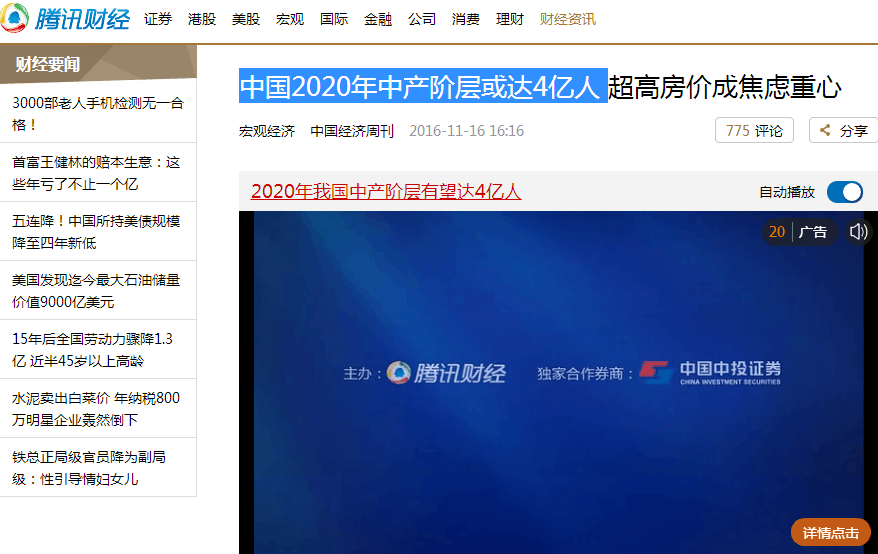 腾讯财经 证券 港股 美股 宏观 国际 金融 公司 消费 理财 财经资讯
财经要闻
3000部老人手机检测无一合
格！
首富王健林的赔本生意：这
些年亏了不止一个亿
五连降！中国所持美债规模
降至四年新低
美国发现迄今最大石油储量
价值9000亿美元
15年后全国劳动力骤降1.3
亿 近半45岁以上高龄
水泥卖出白菜价 年纳税800
万明星企业轰然倒下
铁总正局级官员降为副局
级：性引导情妇女儿
中国2020年中产阶层或达4亿人 超高房价成焦虑重心
宏观经济 中国经济周刊 2016-11-16 16:16 775 评论 分享
2020年我国中产阶层有望达4亿人 自动播放
20 广告
主办：腾讯财经 独家合作券商：中国中投证券
CHINA INVESTMENT SECURITIES
详情点击